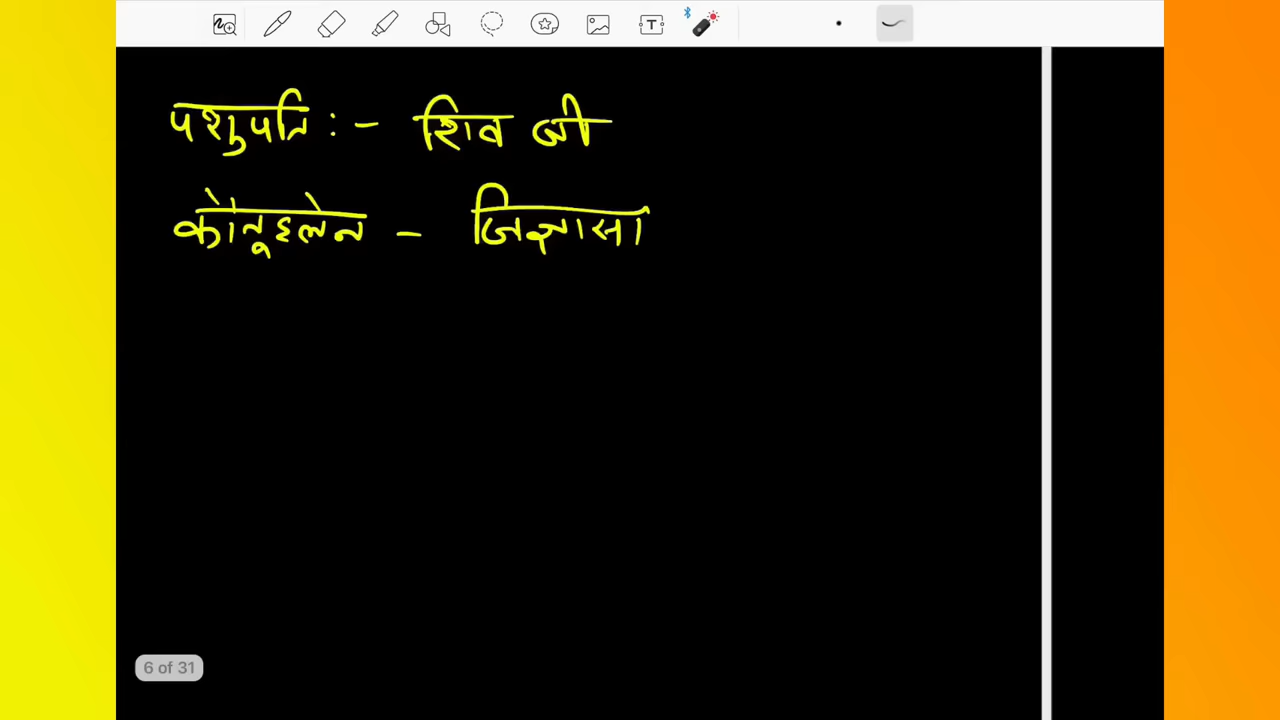 पशुपति :- शिव जी
कौतूहलेन - जिज्ञासा
6 of 31